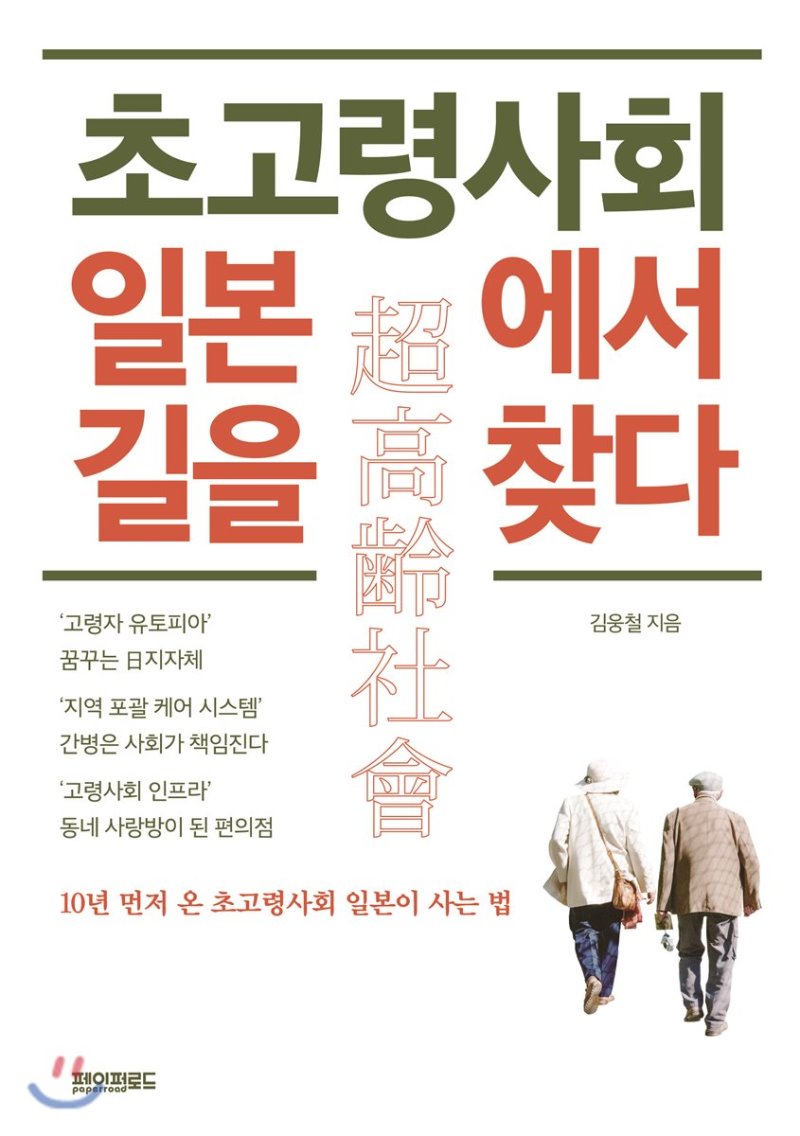 초고령사회
일본에서
길을 찾다
超高齡社會
‘고령자 유토피아’
꿈꾸는 日지자체
‘지역 포괄 케어 시스템’
간병은 사회가 책임진다
‘고령사회 인프라’
동네 사랑방이 된 편의점
김웅철 지음
10년 먼저 온 초고령사회 일본이 사는 법
페이퍼로드
paperroad